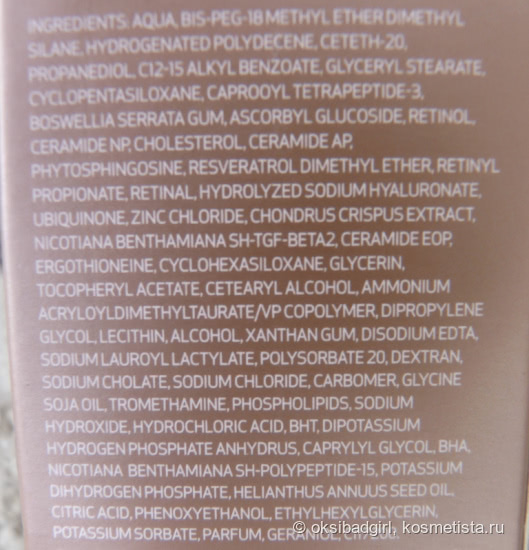 INGREDIENTS: AQUA, BIS-PEG-18 METHYL ETHER DIMETHYL
SILANE, HYDROGENATED POLYDECENE, CETETH-20,
PROPANEDIOL, C12-15 ALKYL BENZOATE, GLYCERYL STEARATE,
CYCLOPENTASILOXANE, CAPROOYL TETRAPEPTIDE-3,
BOSWELLIA SERRATA GUM, ASCORBYL GLUCOSIDE, RETINOL,
CERAMIDE NP, CHOLESTEROL, CERAMIDE AP,
PHYTOSPHINGOSINE, RESVERATROL DIMETHYL ETHER, RETINYL
PROPIONATE, RETINAL, HYDROLYZED SODIUM HYALURONATE,
UBIQUINONE, ZINC CHLORIDE, CHONDRUS CRISPUS EXTRACT,
NICOTIANA BENTHAMIANA SH-TGF-BETA2, CERAMIDE EOP,
ERGOTHIONEINE, CYCLOHEXASILOXANE, GLYCERIN,
TOCOPHERYL ACETATE, CETEARYL ALCOHOL, AMMONIUM
ACRYLOYLDIMETHYLTAURATE/VP COPOLYMER, DIPROPYLENE
GLYCOL, LECITHIN, ALCOHOL, XANTHAN GUM, DISODIUM EDTA,
SODIUM LAUROYL LACTYLATE, POLYSORBATE 20, DEXTRAN,
SODIUM CHOLATE, SODIUM CHLORIDE, CARBOMER, GLYCINE
SOJA OIL, TROMETHAMINE, PHOSPHOLIPIDS, SODIUM
HYDROXIDE, HYDROCHLORIC ACID, BHT, DIPOTASSIUM
HYDROGEN PHOSPHATE ANHYDRUS, CAPRYLYL GLYCOL, BHA,
NICOTIANA BENTHAMIANA SH-POLYPEPTIDE-15, POTASSIUM
DIHYDROGEN PHOSPHATE, HELIANTHUS ANNUUS SEED OIL,
CITRIC ACID, PHENOXYETHANOL, ETHYLHEXYLGLYCERIN,
POTASSIUM SORBATE, PARFUM, GERANIOL,
© oksibadgirl, kosmetista.ru